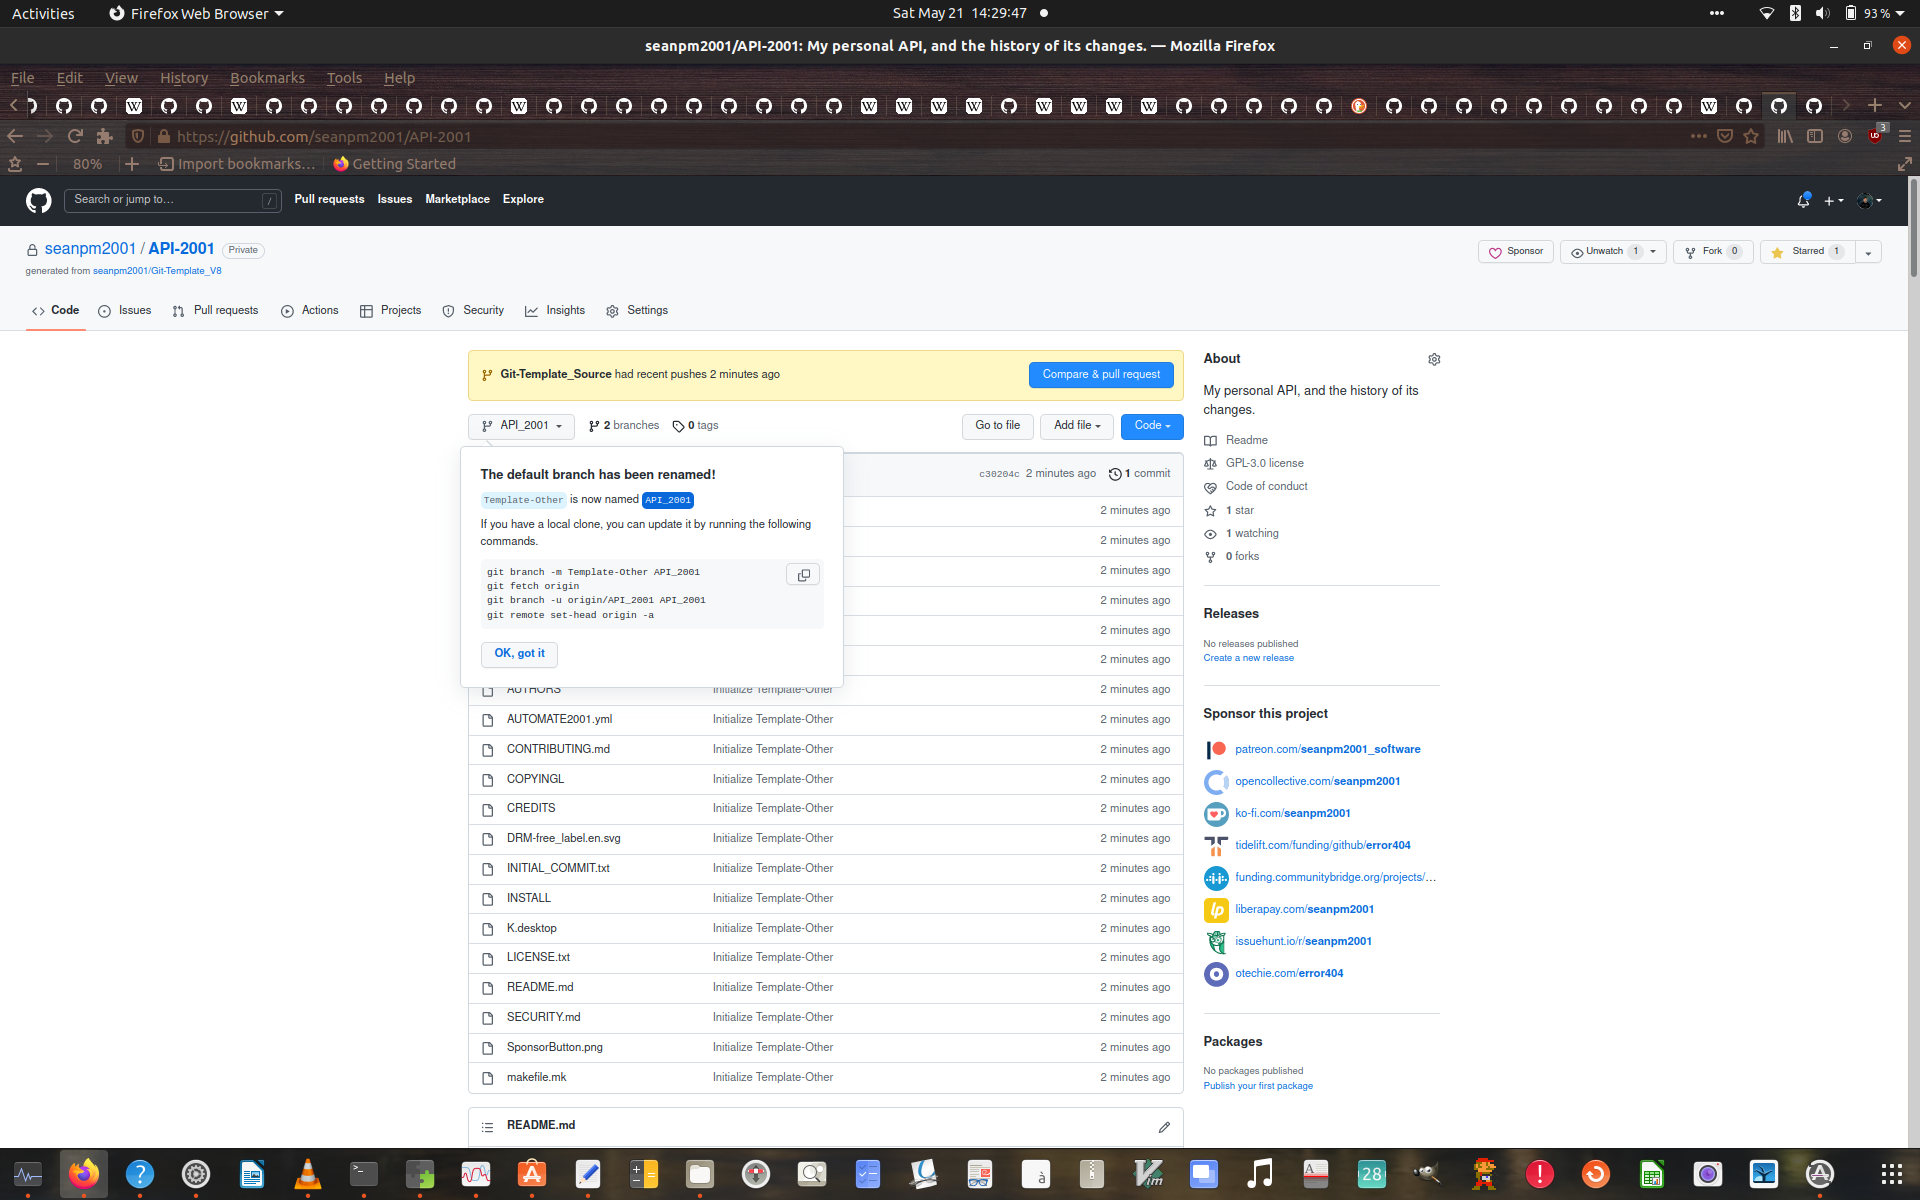 Activities Firefox Web Browser Sat May 21 14:29:47 93 %
seanpm2001/API-2001: My personal API, and the history of its changes. — Mozilla Firefox
File Edit View History Bookmarks Tools Help
https://github.com/seanpm2001/API-2001 3
80% Import bookmarks... Getting Started
Search or jump to... / Pull requests Issues Marketplace Explore
seanpm2001 / API-2001 Private Sponsor Unwatch 1 Fork 0 Starred 1
generated from seanpm2001/Git-Template_V8
Code Issues Pull requests Actions Projects Security Insights Settings
Git-Template_Source had recent pushes 2 minutes ago Compare & pull request
API_2001 2 branches 0 tags Go to file Add file Code
The default branch has been renamed!
Template-Other is now named API_2001
If you have a local clone, you can update it by running the following
commands.
git branch -m Template-Other API_2001
git fetch origin
git branch -u origin/API_2001 API_2001
git remote set-head origin -a
OK, got it
c30204c 2 minutes ago 1 commit
2 minutes ago
2 minutes ago
2 minutes ago
2 minutes ago
2 minutes ago
2 minutes ago
AUTHORS Initialize Template-Other 2 minutes ago
AUTOMATE2001.yml Initialize Template-Other 2 minutes ago
CONTRIBUTING.md Initialize Template-Other 2 minutes ago
COPYINGL Initialize Template-Other 2 minutes ago
CREDITS Initialize Template-Other 2 minutes ago
DRM-free_label.en.svg Initialize Template-Other 2 minutes ago
INITIAL_COMMIT.txt Initialize Template-Other 2 minutes ago
INSTALL Initialize Template-Other 2 minutes ago
K.desktop Initialize Template-Other 2 minutes ago
LICENSE.txt Initialize Template-Other 2 minutes ago
README.md Initialize Template-Other 2 minutes ago
SECURITY.md Initialize Template-Other 2 minutes ago
SponsorButton.png Initialize Template-Other 2 minutes ago
makefile.mk Initialize Template-Other 2 minutes ago
README.md
About
My personal API, and the history of its
changes.
Readme
GPL-3.0 license
Code of conduct
1 star
1 watching
0 forks
Releases
No releases published
Create a new release
Sponsor this project
patreon.com/seanpm2001_software
opencollective.com/seanpm2001
ko-fi.com/seanpm2001
tidelift.com/funding/github/error404
funding.communitybridge.org/projects/...
liberapay.com/seanpm2001
issuehunt.io/r/seanpm2001
otechie.com/error404
Packages
No packages published
Publish your first package
28